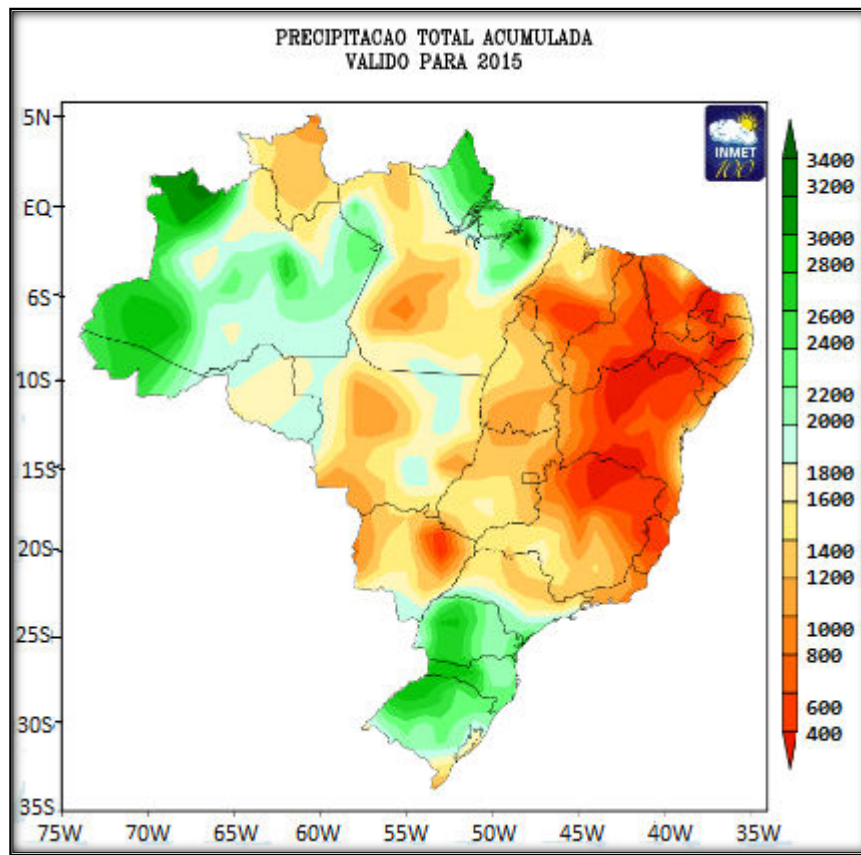 PRECIPITACAO TOTAL ACUMULADA
VALIDO PARA 2015
INMET
100
5N
EQ
6S
10S
15S
20S
25S
30S
35S
75W 70W 65W 60W 55W 50W 45W 40W 35W
3400
3200
3000
2800
2600
2400
2200
2000
1800
1600
1400
1200
1000
800
600
400